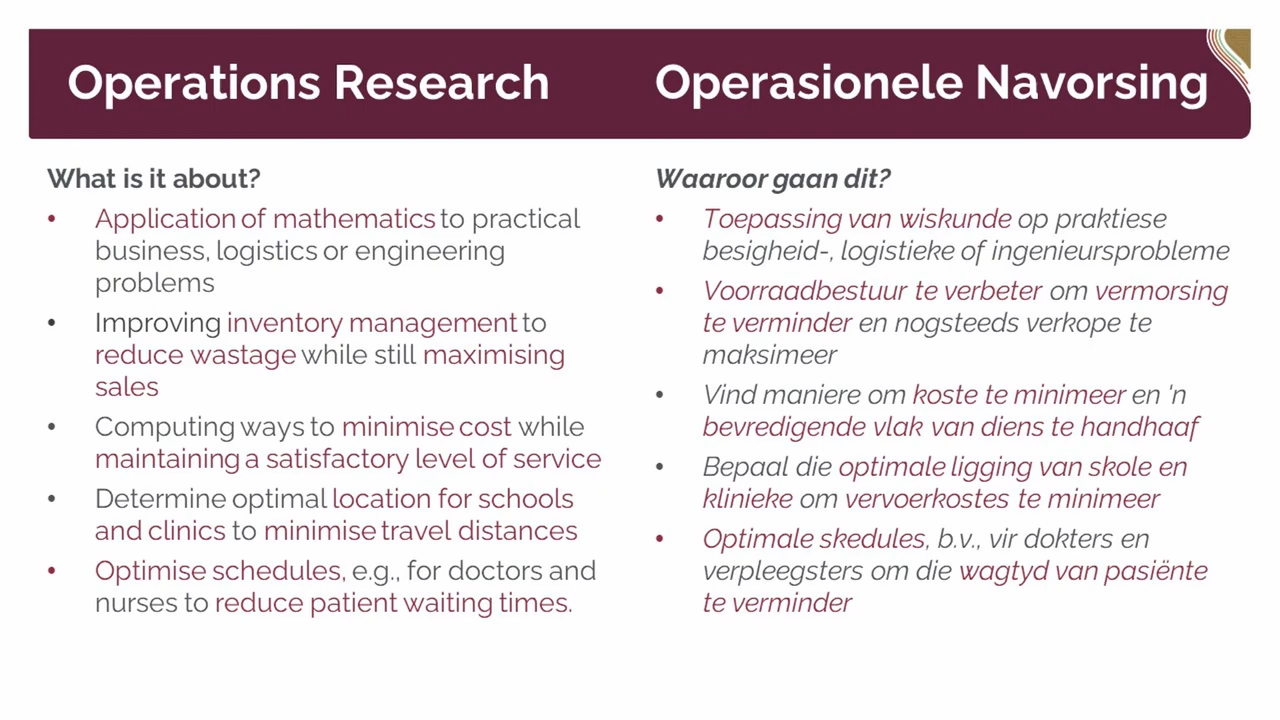 Operations Research
Operasionele Navorsing
What is it about?
• Application of mathematics to practical
business, logistics or engineering
problems
• Improving inventory management to
reduce wastage while still maximising
sales
• Computing ways to minimise cost while
maintaining a satisfactory level of service
• Determine optimal location for schools
and clinics to minimise travel distances
• Optimise schedules, e.g., for doctors and
nurses to reduce patient waiting times.
Waaroor gaan dit?
• Toepassing van wiskunde op praktiese
besigheid-, logistieke of ingenieursprobleme
• Voorraadbestuur te verbeter om vermorsing
te verminder en nogsteeds verkope te
maksimeer
• Vind maniere om koste te minimeer en 'n
bevredigende vlak van diens te handhaaf
• Bepaal die optimale ligging van skole en
klinieke om vervoerkostes te minimeer
• Optimale skedules, b.v., vir dokters en
verpleegsters om die wagtyd van pasiënte
te verminder